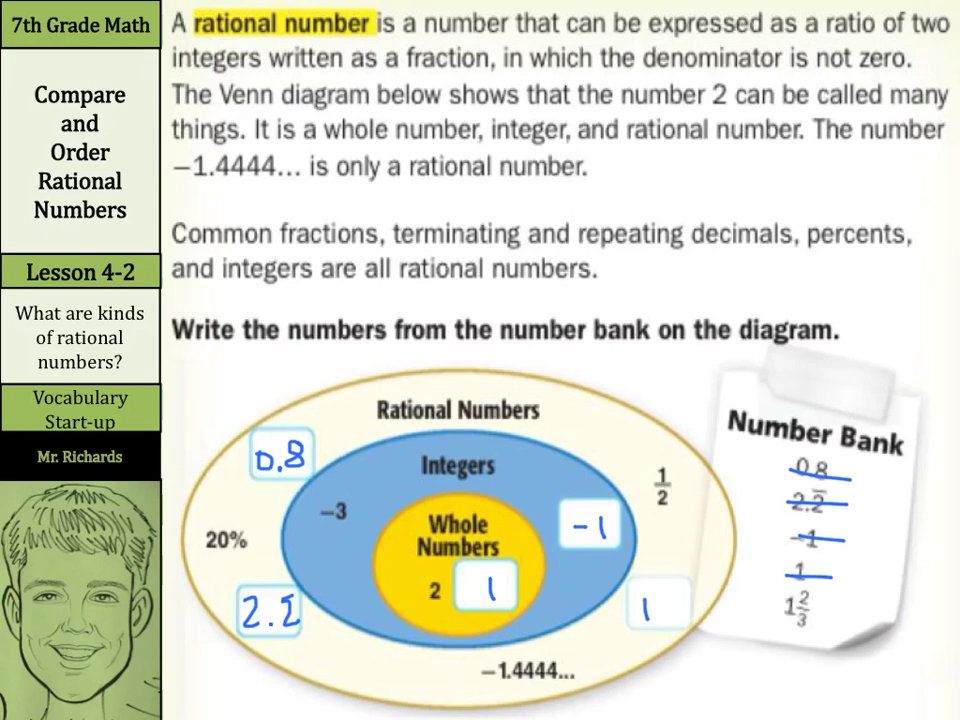 7th Grade Math
Compare
and
Order
Rational
Numbers
Lesson 4-2
What are kinds
of rational
numbers?
Vocabulary
Start-up
Mr. Richards
A rational number is a number that can be expressed as a ratio of two
integers written as a fraction, in which the denominator is not zero.
The Venn diagram below shows that the number 2 can be called many
things. It is a whole number, integer, and rational number. The number
−1.4444... is only a rational number.
Common fractions, terminating and repeating decimals, percents,
and integers are all rational numbers.
Write the numbers from the number bank on the diagram.
Rational Numbers
0.8
Integers
1/2
−3
Whole
Numbers
-1
20%
2
1
2.2̅
1
−1.4444...
Number Bank
0.8
2.2̅
−1
1
1 2/3